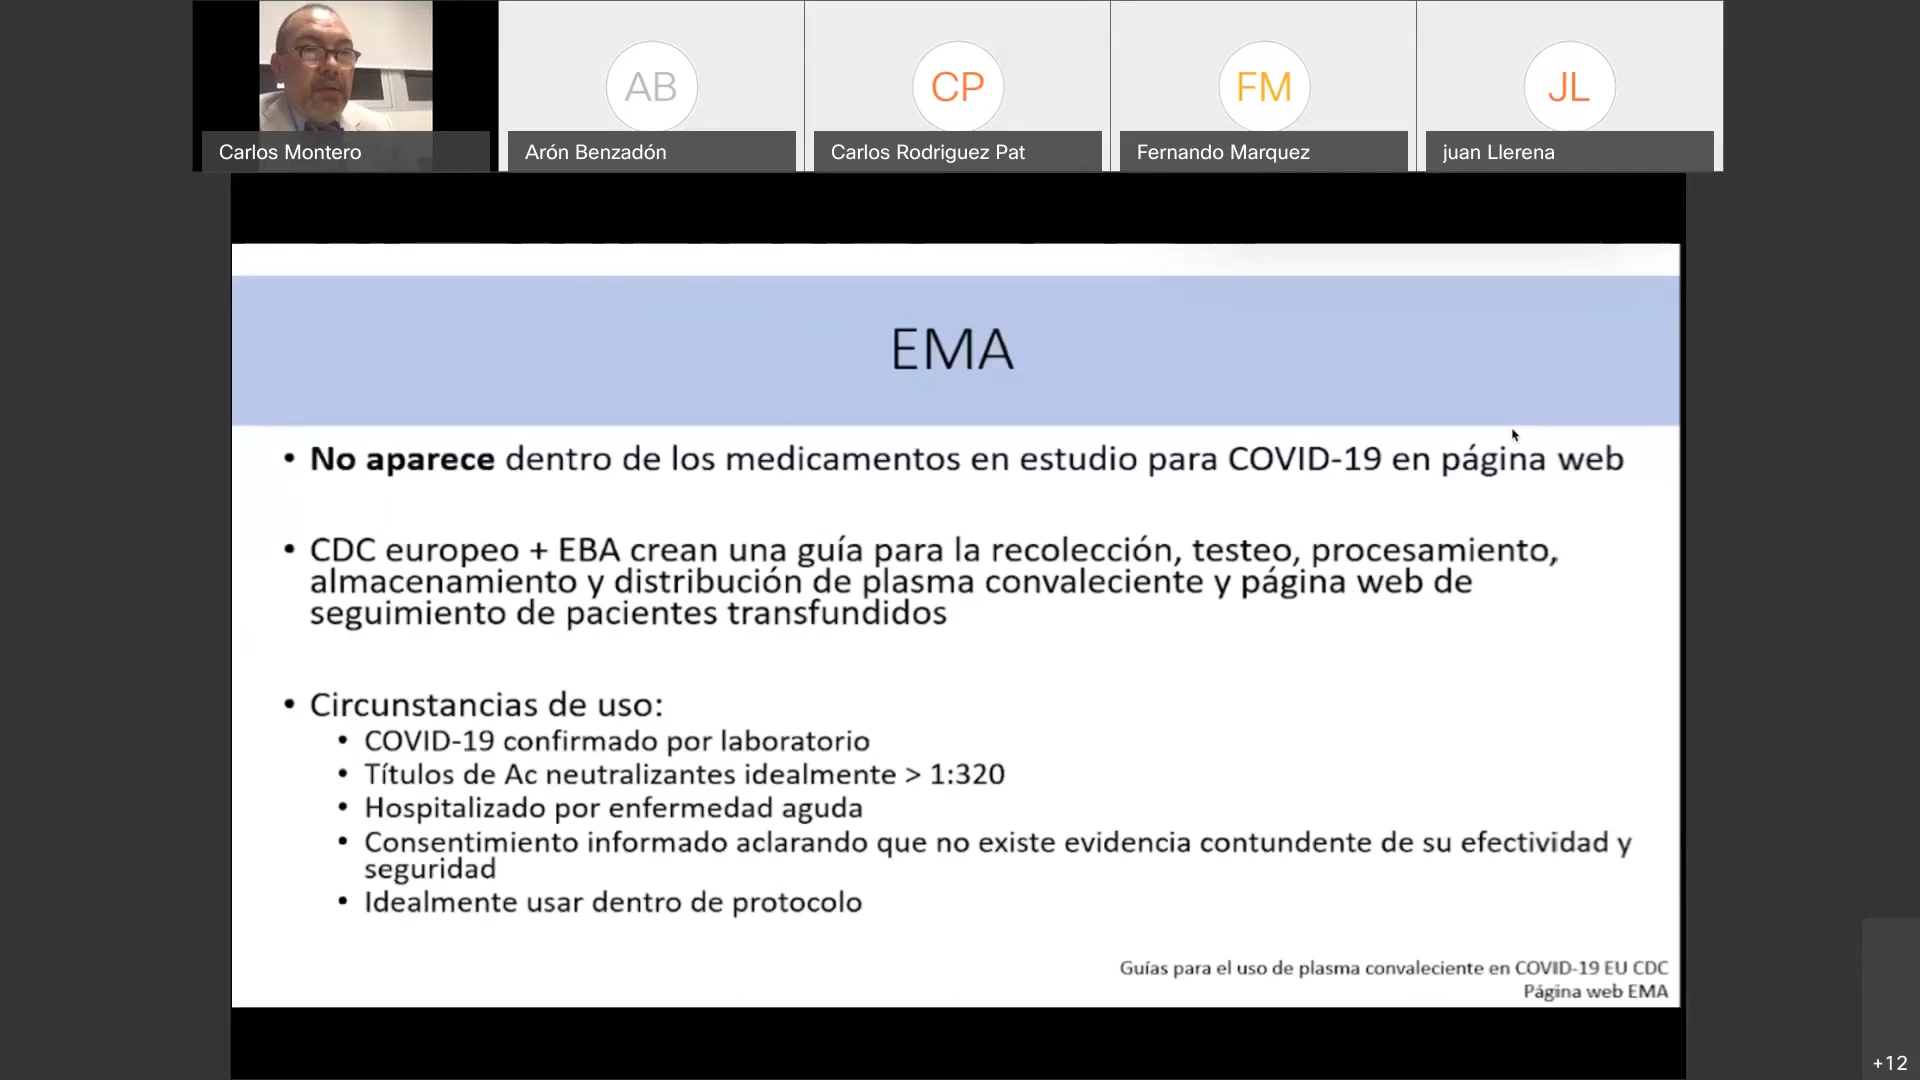 AB
CP
FM
JL
Carlos Montero
Arón Benzadón
Carlos Rodriguez Pat
Fernando Marquez
juan Llerena
EMA
• No aparece dentro de los medicamentos en estudio para COVID-19 en página web
• CDC europeo + EBA crean una guía para la recolección, testeo, procesamiento,
almacenamiento y distribución de plasma convaleciente y página web de
seguimiento de pacientes transfundidos
• Circunstancias de uso:
• COVID-19 confirmado por laboratorio
• Títulos de Ac neutralizantes idealmente > 1:320
• Hospitalizado por enfermedad aguda
• Consentimiento informado aclarando que no existe evidencia contundente de su efectividad y
seguridad
• Idealmente usar dentro de protocolo
Guías para el uso de plasma convaleciente en COVID-19 EU CDC
Página web EMA
+12